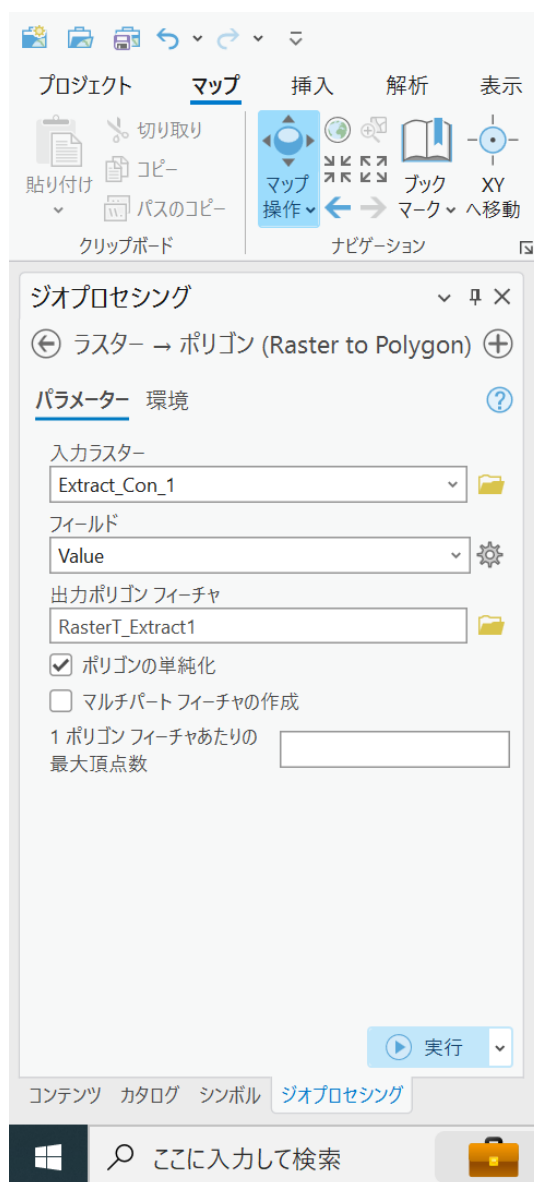 プロジェクト マップ 挿入 解析 表示
貼り付け
切り取り
コピー
パスのコピー
クリップボード
マップ
操作
ブック
マーク
XY
へ移動
ナビゲーション
ジオプロセシング
ラスター → ポリゴン (Raster to Polygon)
パラメーター 環境
入力ラスター
Extract_Con_1
フィールド
Value
出力ポリゴン フィーチャ
RasterT_Extract1
ポリゴンの単純化
マルチパート フィーチャの作成
1 ポリゴン フィーチャあたりの
最大頂点数
実行
コンテンツ カタログ シンボル ジオプロセシング
ここに入力して検索